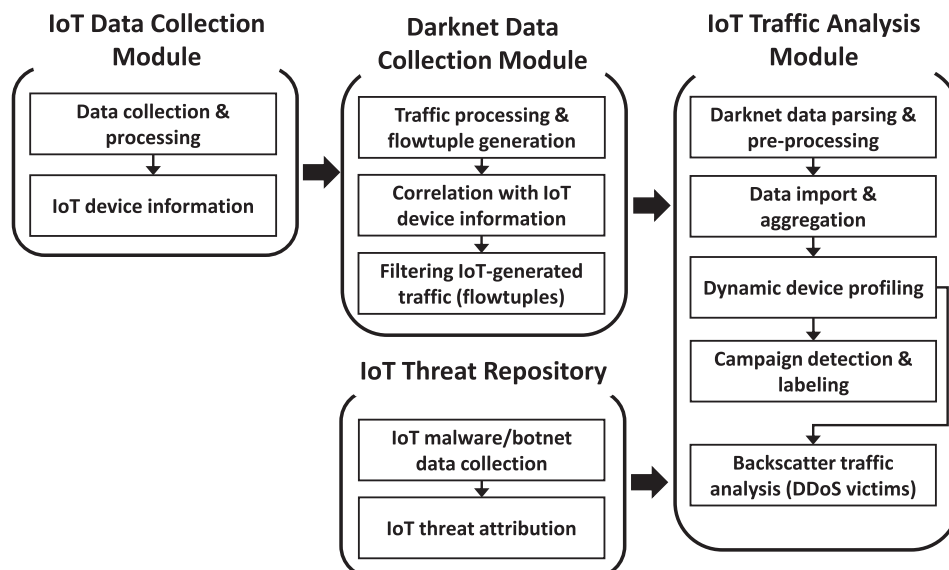 IoT Data Collection
Module
Data collection &
processing
IoT device information
Darknet Data
Collection Module
Traffic processing &
flowtuple generation
Correlation with IoT
device information
Filtering IoT-generated
traffic (flowtuples)
IoT Threat Repository
IoT malware/botnet
data collection
IoT threat attribution
IoT Traffic Analysis
Module
Darknet data parsing &
pre-processing
Data import &
aggregation
Dynamic device profiling
Campaign detection &
labeling
Backscatter traffic
analysis (DDoS victims)